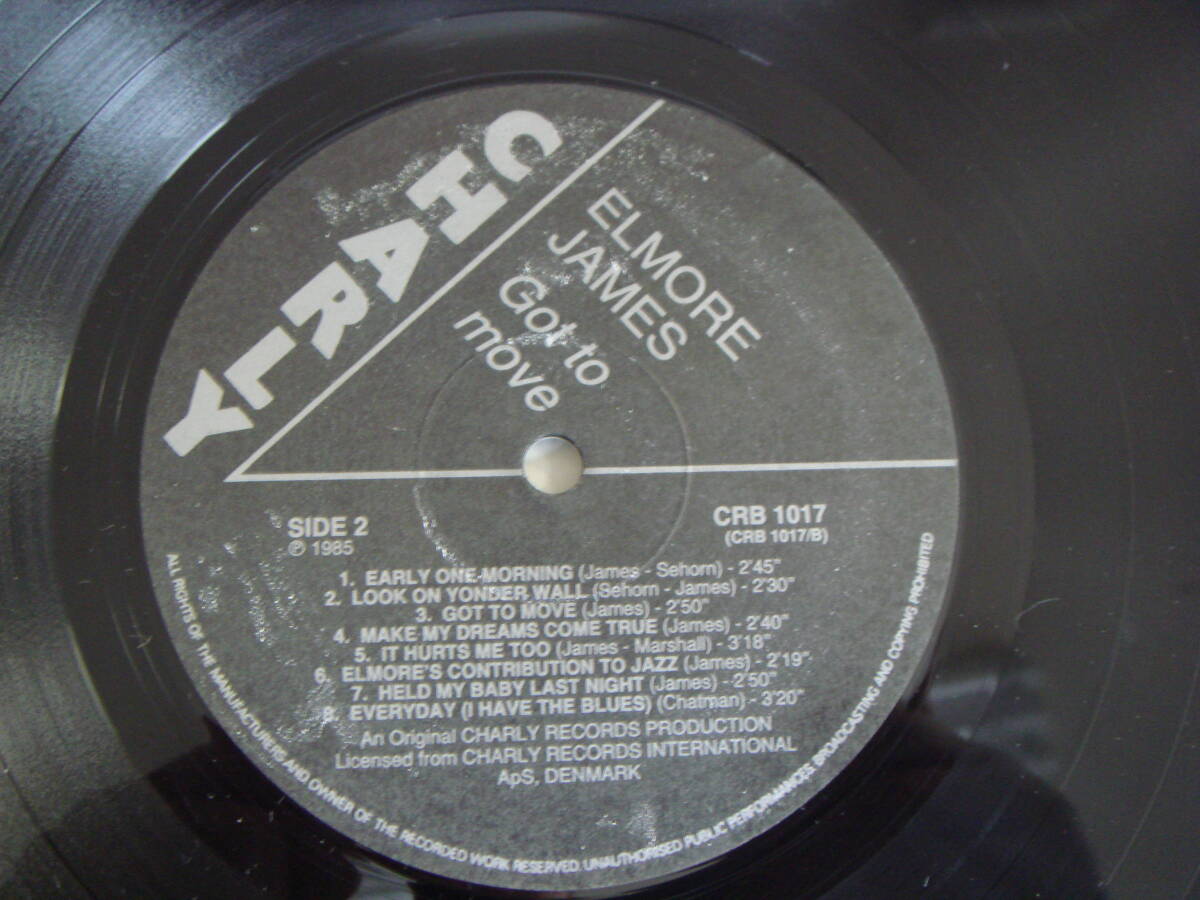 CHARLY
ELMORE
JAMES
Got to
move
SIDE 2
℗ 1985
CRB 1017
(CRB 1017/B)
1. EARLY ONE MORNING (James - Sehorn) - 2'45"
2. LOOK ON YONDER WALL (Sehorn - James) - 2'30"
3. GOT TO MOVE (James) - 2'50"
4. MAKE MY DREAMS COME TRUE (James) - 2'40"
5. IT HURTS ME TOO (James - Marshall) - 3'18"
6. ELMORE'S CONTRIBUTION TO JAZZ (James) - 2'19"
7. HELD MY BABY LAST NIGHT (James) - 2'50"
8. EVERYDAY (I HAVE THE BLUES) (Chatman) - 3'20"
An Original CHARLY RECORDS PRODUCTION
Licensed from CHARLY RECORDS INTERNATIONAL
ApS, DENMARK
ALL RIGHTS OF THE MANUFACTURERS AND OWNER OF THE RECORDED WORK RESERVED. UNAUTHORISED PUBLIC PERFORMANCES BROADCASTING AND COPYING PROHIBITED